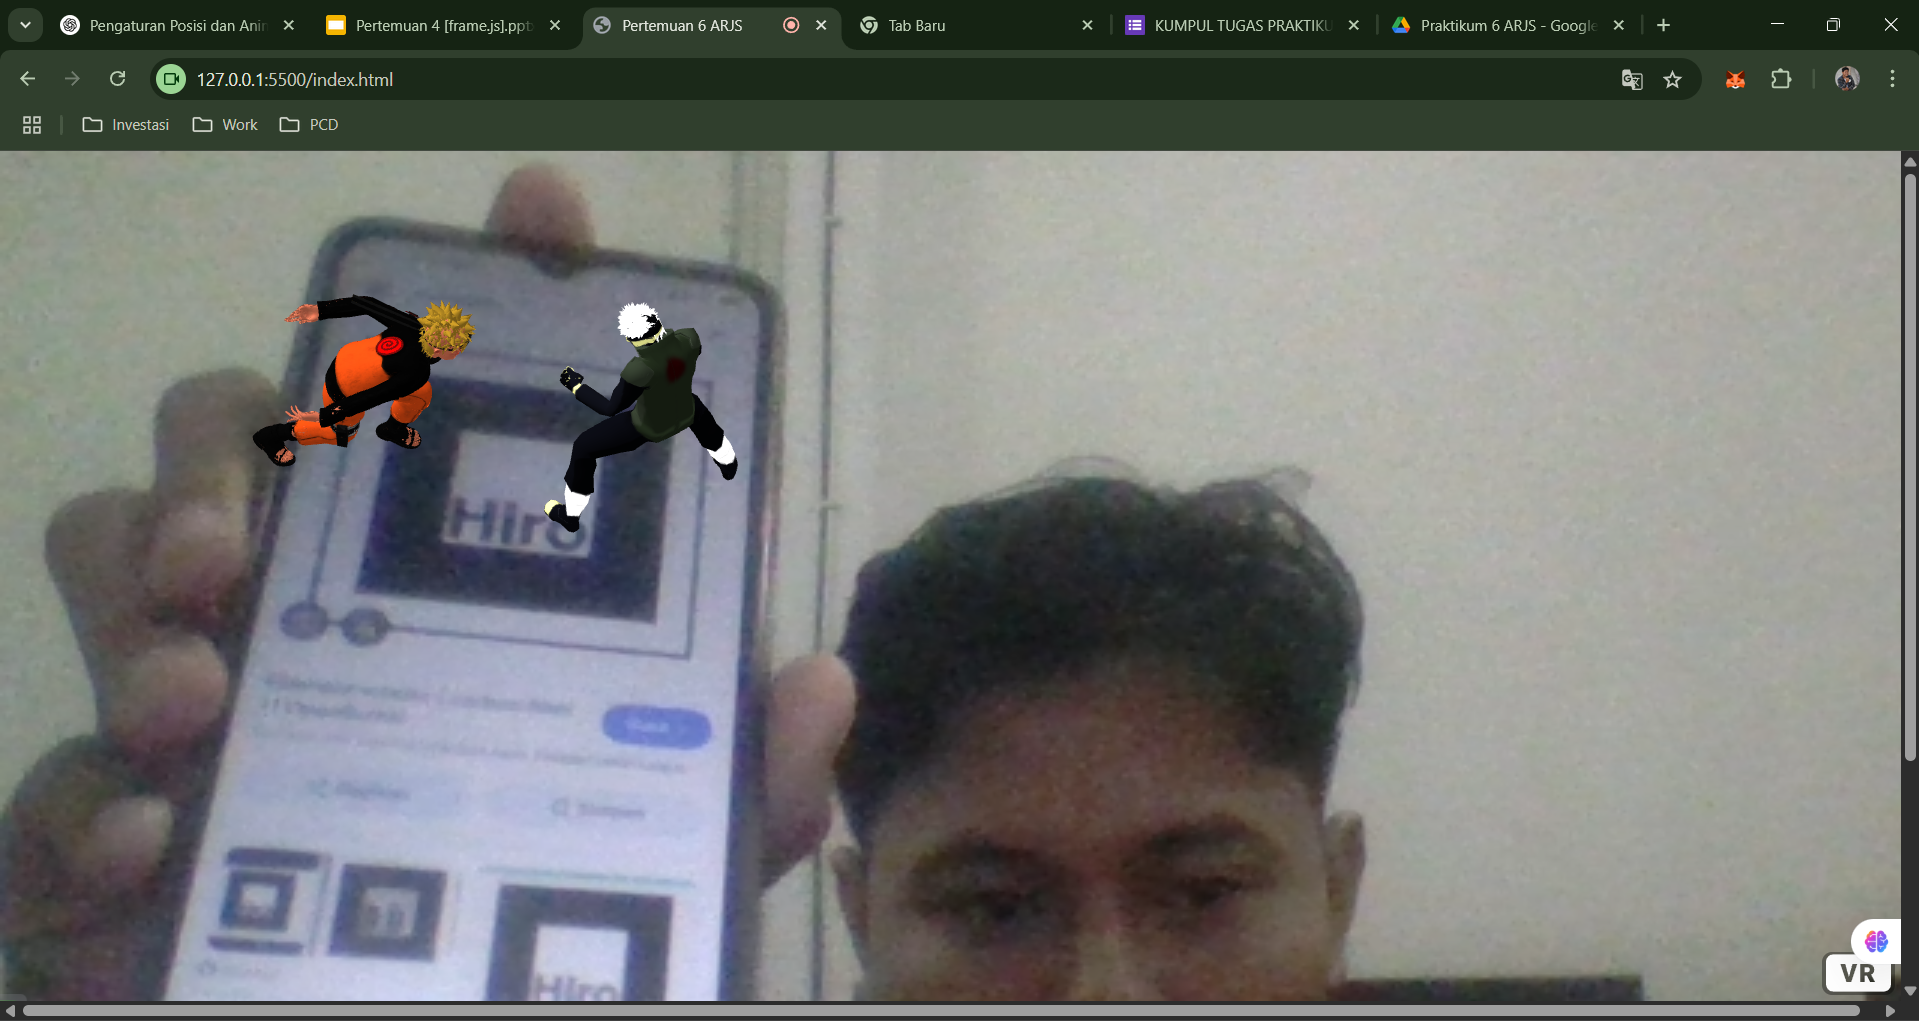 Pengaturan Posisi dan Anin
Pertemuan 4 [frame.js].ppt
Pertemuan 6 ARJS
Tab Baru
KUMPUL TUGAS PRAKTIKU
Praktikum 6 ARJS - Google
127.0.0.1:5500/index.html
Investasi
Work
PCD
Hiro
Hiro
VR